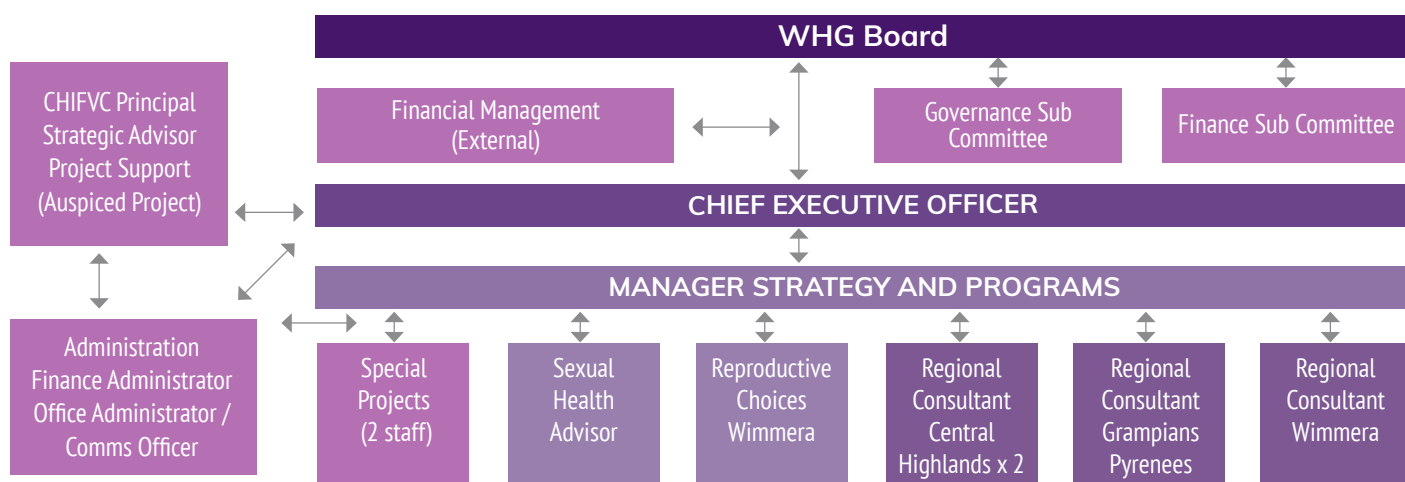 WHG Board
CHIFVC Principal
Strategic Advisor
Project Support
(Auspiced Project)
Financial Management
(External)
Governance Sub
Committee
Finance Sub Committee
CHIEF EXECUTIVE OFFICER
MANAGER STRATEGY AND PROGRAMS
Administration
Finance Administrator
Office Administrator /
Comms Officer
Special
Projects
(2 staff)
Sexual
Health
Advisor
Reproductive
Choices
Wimmera
Regional
Consultant
Central
Highlands x 2
Regional
Consultant
Grampians
Pyrenees
Regional
Consultant
Wimmera